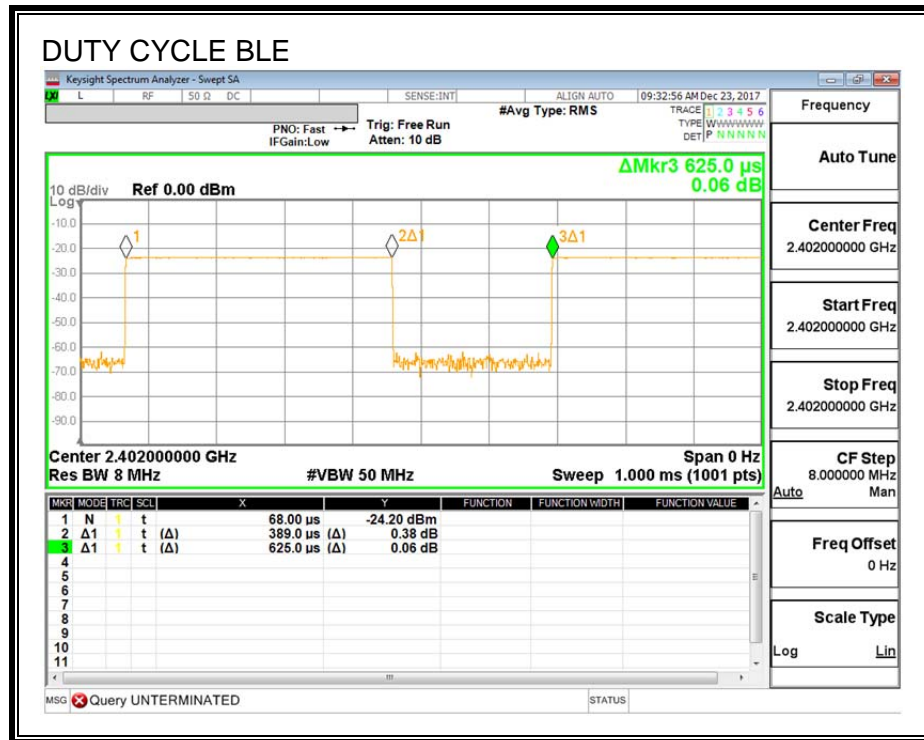 DUTY CYCLE BLE
Keysight Spectrum Analyzer - Swept SA
LXI L RF 50 Ω DC SENSE:INT ALIGN AUTO 09:32:56 AM Dec 23, 2017
#Avg Type: RMS
TRACE 1 2 3 4 5 6
TYPE WWWWWW
DET P N N N N N
PNO: Fast
IFGain:Low
Trig: Free Run
Atten: 10 dB
ΔMkr3 625.0 µs
0.06 dB
10 dB/div Ref 0.00 dBm
Log
-10.0
-20.0
-30.0
-40.0
-50.0
-60.0
-70.0
-80.0
-90.0
1
2Δ1
3Δ1
Center 2.402000000 GHz Span 0 Hz
Res BW 8 MHz #VBW 50 MHz Sweep 1.000 ms (1001 pts)
MKR MODE TRC SCL X Y FUNCTION FUNCTION WIDTH FUNCTION VALUE
1 N 1 t 68.00 µs -24.20 dBm
2 Δ1 1 t (Δ) 389.0 µs (Δ) 0.38 dB
3 Δ1 1 t (Δ) 625.0 µs (Δ) 0.06 dB
4
5
6
7
8
9
10
11
MSG Query UNTERMINATED STATUS
Frequency
Auto Tune
Center Freq
2.402000000 GHz
Start Freq
2.402000000 GHz
Stop Freq
2.402000000 GHz
CF Step
8.000000 MHz
Auto Man
Freq Offset
0 Hz
Scale Type
Log Lin